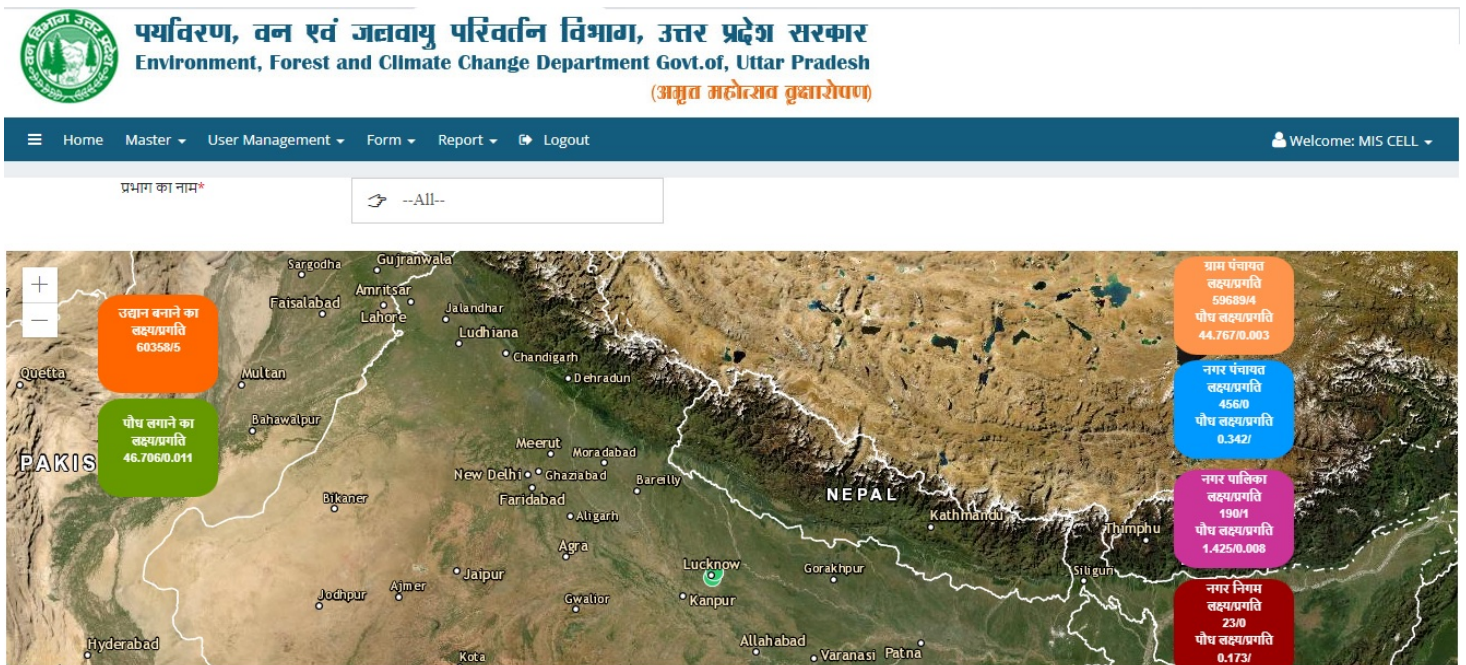 पर्यावरण, वन एवं जलवायु परिवर्तन विभाग, उत्तर प्रदेश सरकार
Environment, Forest and Climate Change Department Govt.of, Uttar Pradesh
(अमृत महोत्सव वृक्षारोपण)
Home Master User Management Form Report Logout Welcome: MIS CELL
प्रभाग का नाम*
--All--
+
−
उद्यान बनाने का
लक्ष्य/प्रगति
60358/5
पौध लगाने का
लक्ष्य/प्रगति
46.706/0.011
ग्राम पंचायत
लक्ष्य/प्रगति
59689/4
पौध लक्ष्य/प्रगति
44.767/0.003
नगर पंचायत
लक्ष्य/प्रगति
456/0
पौध लक्ष्य/प्रगति
0.342/
नगर पालिका
लक्ष्य/प्रगति
190/1
पौध लक्ष्य/प्रगति
1.425/0.008
नगर निगम
लक्ष्य/प्रगति
23/0
पौध लक्ष्य/प्रगति
0.173/
Sargodha
Gujranwala
Faisalabad
Amritsar
Lahore
Jalandhar
Ludhiana
Chandigarh
Dehradun
Quetta
Multan
Bahawalpur
PAKIS
Meerut
Moradabad
New Delhi
Ghaziabad
Bareilly
Bikaner
Faridabad
NEPAL
Aligarh
Kathmandu
Thimphu
Agra
Lucknow
Gorakhpur
Siliguri
Jaipur
Jodhpur
Ajmer
Gwalior
Kanpur
Hyderabad
Kota
Allahabad
Varanasi
Patna